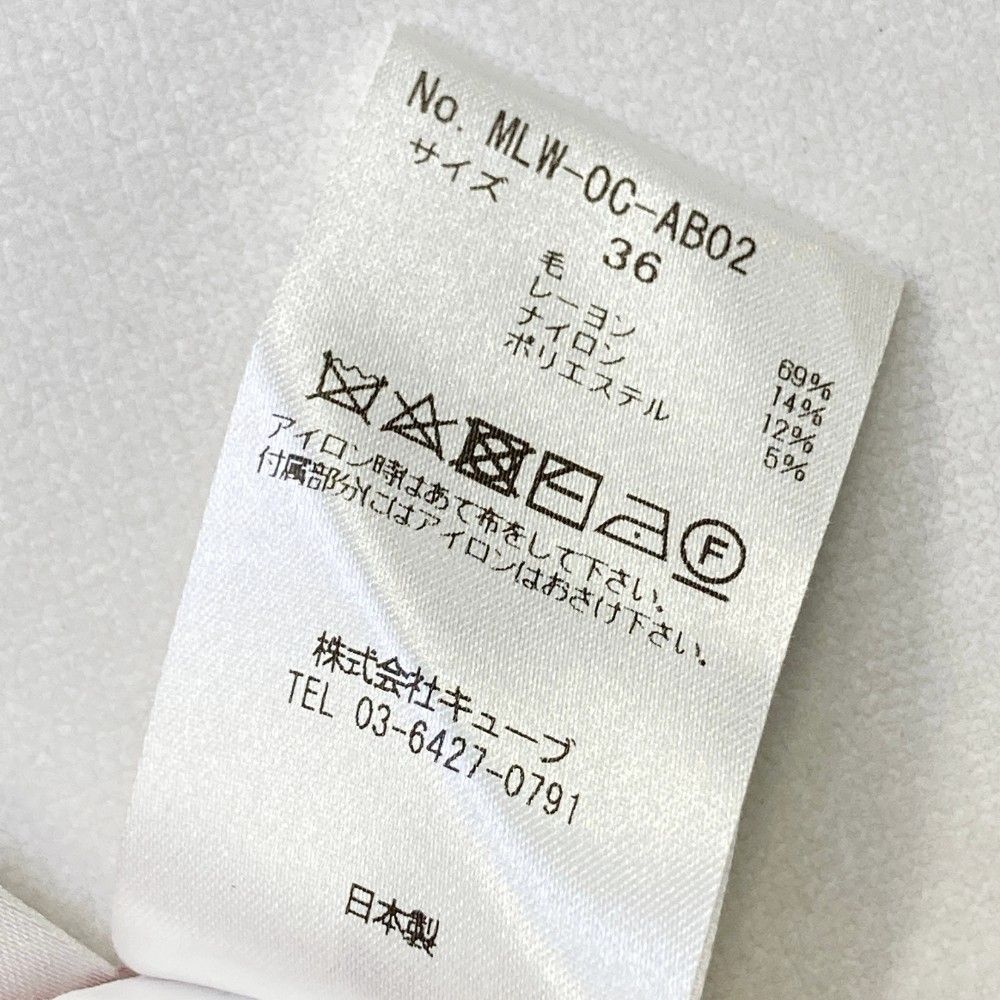 No. MLW-OC-AB02
サイズ 36
毛 69%
レーヨン 14%
ナイロン 12%
ポリエステル 5%
F
アイロン時はあて布をして下さい.
付属部分にはアイロンはおさけ下さい.
株式会社キューブ
TEL 03-6427-0791
日本製